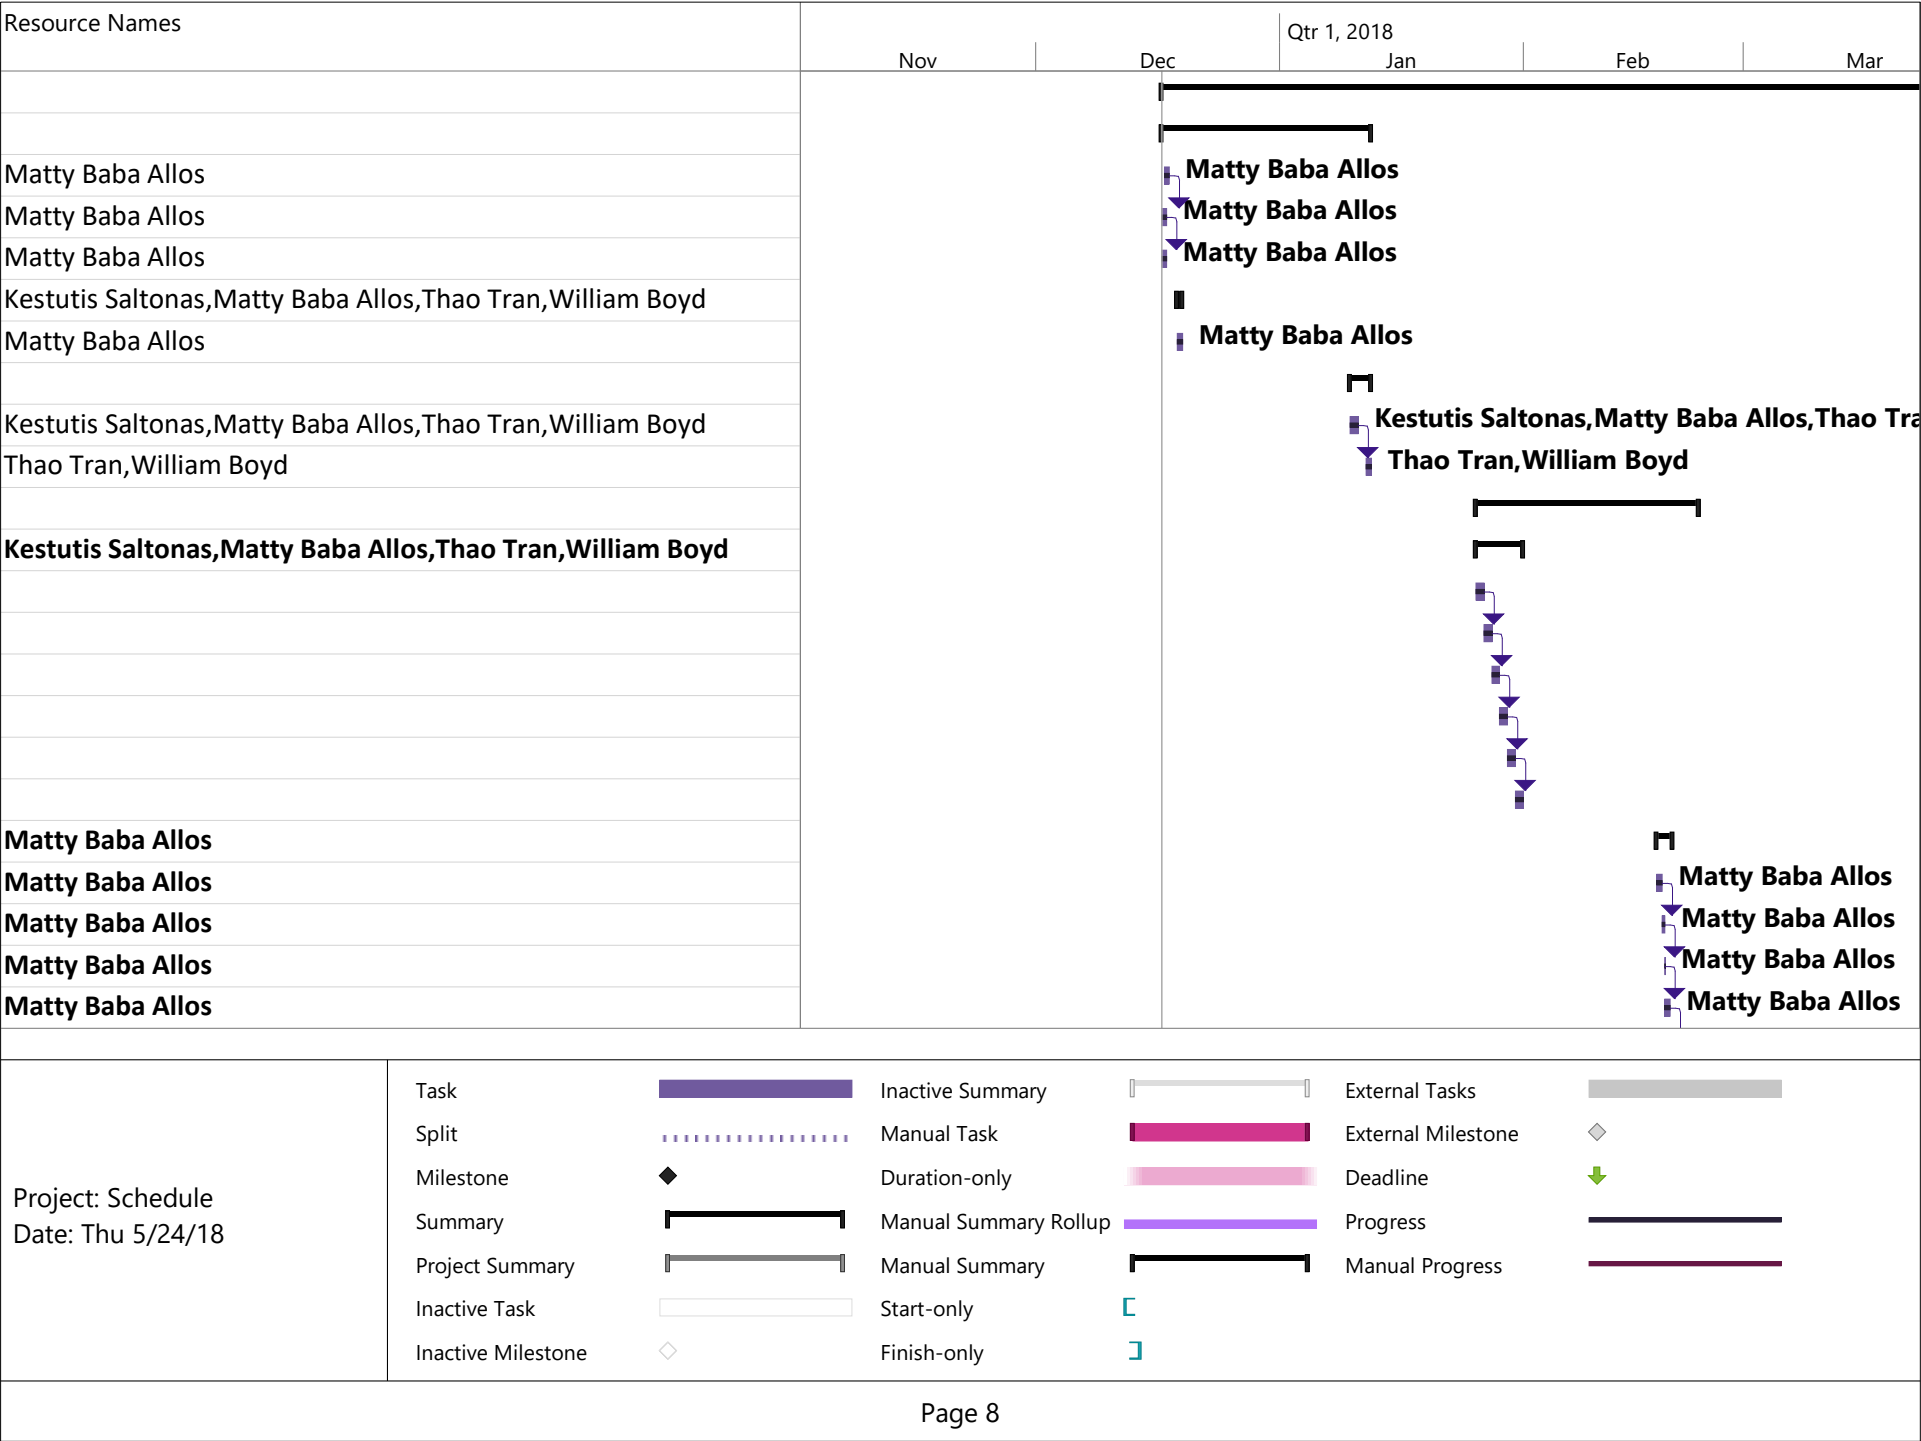 Resource Names
Qtr 1, 2018
Nov Dec Jan Feb Mar
Matty Baba Allos Matty Baba Allos
Matty Baba Allos Matty Baba Allos
Matty Baba Allos Matty Baba Allos
Kestutis Saltonas,Matty Baba Allos,Thao Tran,William Boyd
Matty Baba Allos Matty Baba Allos
Kestutis Saltonas,Matty Baba Allos,Thao Tran,William Boyd Kestutis Saltonas,Matty Baba Allos,Thao Tra
Thao Tran,William Boyd Thao Tran,William Boyd
Kestutis Saltonas,Matty Baba Allos,Thao Tran,William Boyd
Matty Baba Allos
Matty Baba Allos Matty Baba Allos
Matty Baba Allos Matty Baba Allos
Matty Baba Allos Matty Baba Allos
Matty Baba Allos Matty Baba Allos
Project: Schedule
Date: Thu 5/24/18
Task
Split
Milestone
Summary
Project Summary
Inactive Task
Inactive Milestone
Inactive Summary
Manual Task
Duration-only
Manual Summary Rollup
Manual Summary
Start-only
Finish-only
External Tasks
External Milestone
Deadline
Progress
Manual Progress
Page 8